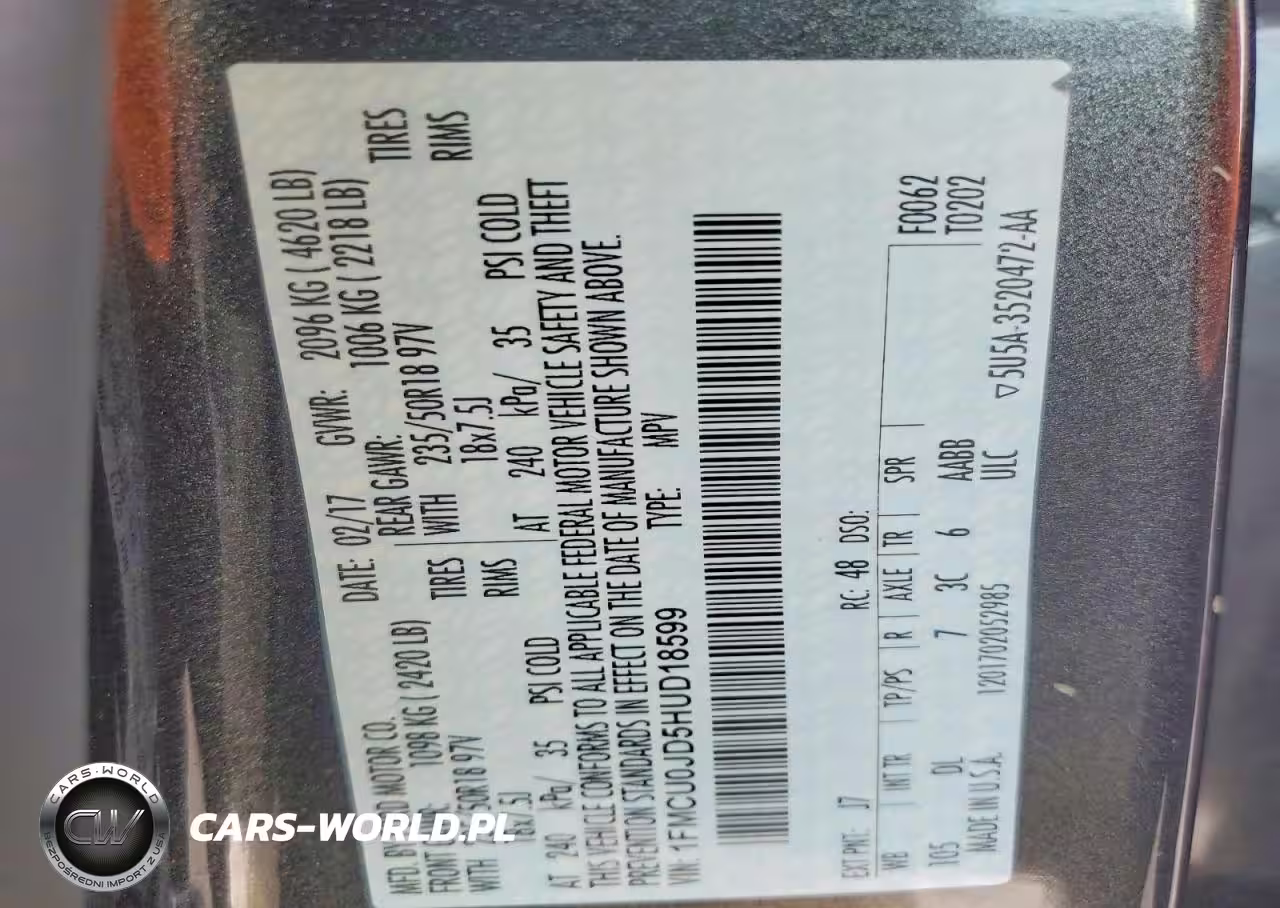 MFD. BY FORD MOTOR CO.
DATE: 02/17 GVWR: 2096 KG ( 4620 LB)
FRONT GAWR: 1098 KG ( 2420 LB)
REAR GAWR: 1006 KG ( 2218 LB)
WITH 235/50R18 97V TIRES
WITH 235/50R18 97V TIRES
18x7.5J RIMS
18x7.5J RIMS
AT 240 kPa/ 35 PSI COLD
AT 240 kPa/ 35 PSI COLD
THIS VEHICLE CONFORMS TO ALL APPLICABLE FEDERAL MOTOR VEHICLE SAFETY AND THEFT
PREVENTION STANDARDS IN EFFECT ON THE DATE OF MANUFACTURE SHOWN ABOVE.
VIN: 1FMCU0JD5HUD18599 TYPE: MPV
EXT PNT: J7 RC: 48 DSO:
WB INT TR TP/PS R AXLE TR SPR F0062
105 DL 7 3C 6 AABB T0202
MADE IN U.S.A. 1201702052985 ULC
▽5U5A-3520472-AA
CARS-WORLD
CW
BEZPOŚREDNI IMPORT Z USA
CARS-WORLD.PL